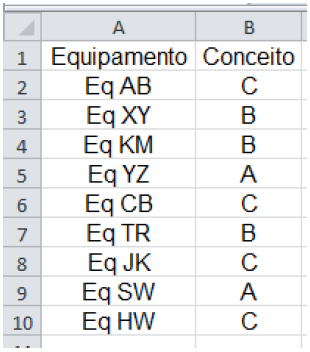 A B
1 Equipamento Conceito
2 Eq AB C
3 Eq XY B
4 Eq KM B
5 Eq YZ A
6 Eq CB C
7 Eq TR B
8 Eq JK C
9 Eq SW A
10 Eq HW C